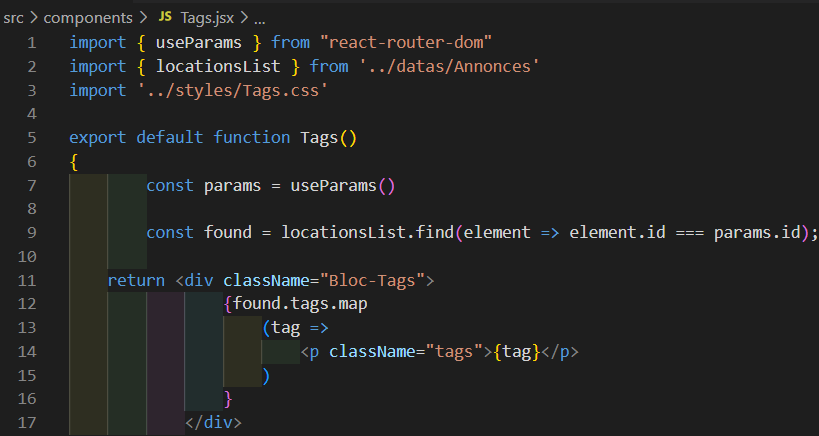 src > components > JS Tags.jsx > ...
1 import { useParams } from "react-router-dom"
2 import { locationsList } from '../datas/Annonces'
3 import '../styles/Tags.css'
4
5 export default function Tags()
6 {
7 const params = useParams()
8
9 const found = locationsList.find(element => element.id === params.id);
10
11 return <div className="Bloc-Tags">
12 {found.tags.map
13 (tag =>
14 <p className="tags">{tag}</p>
15 )
16 }
17 </div>